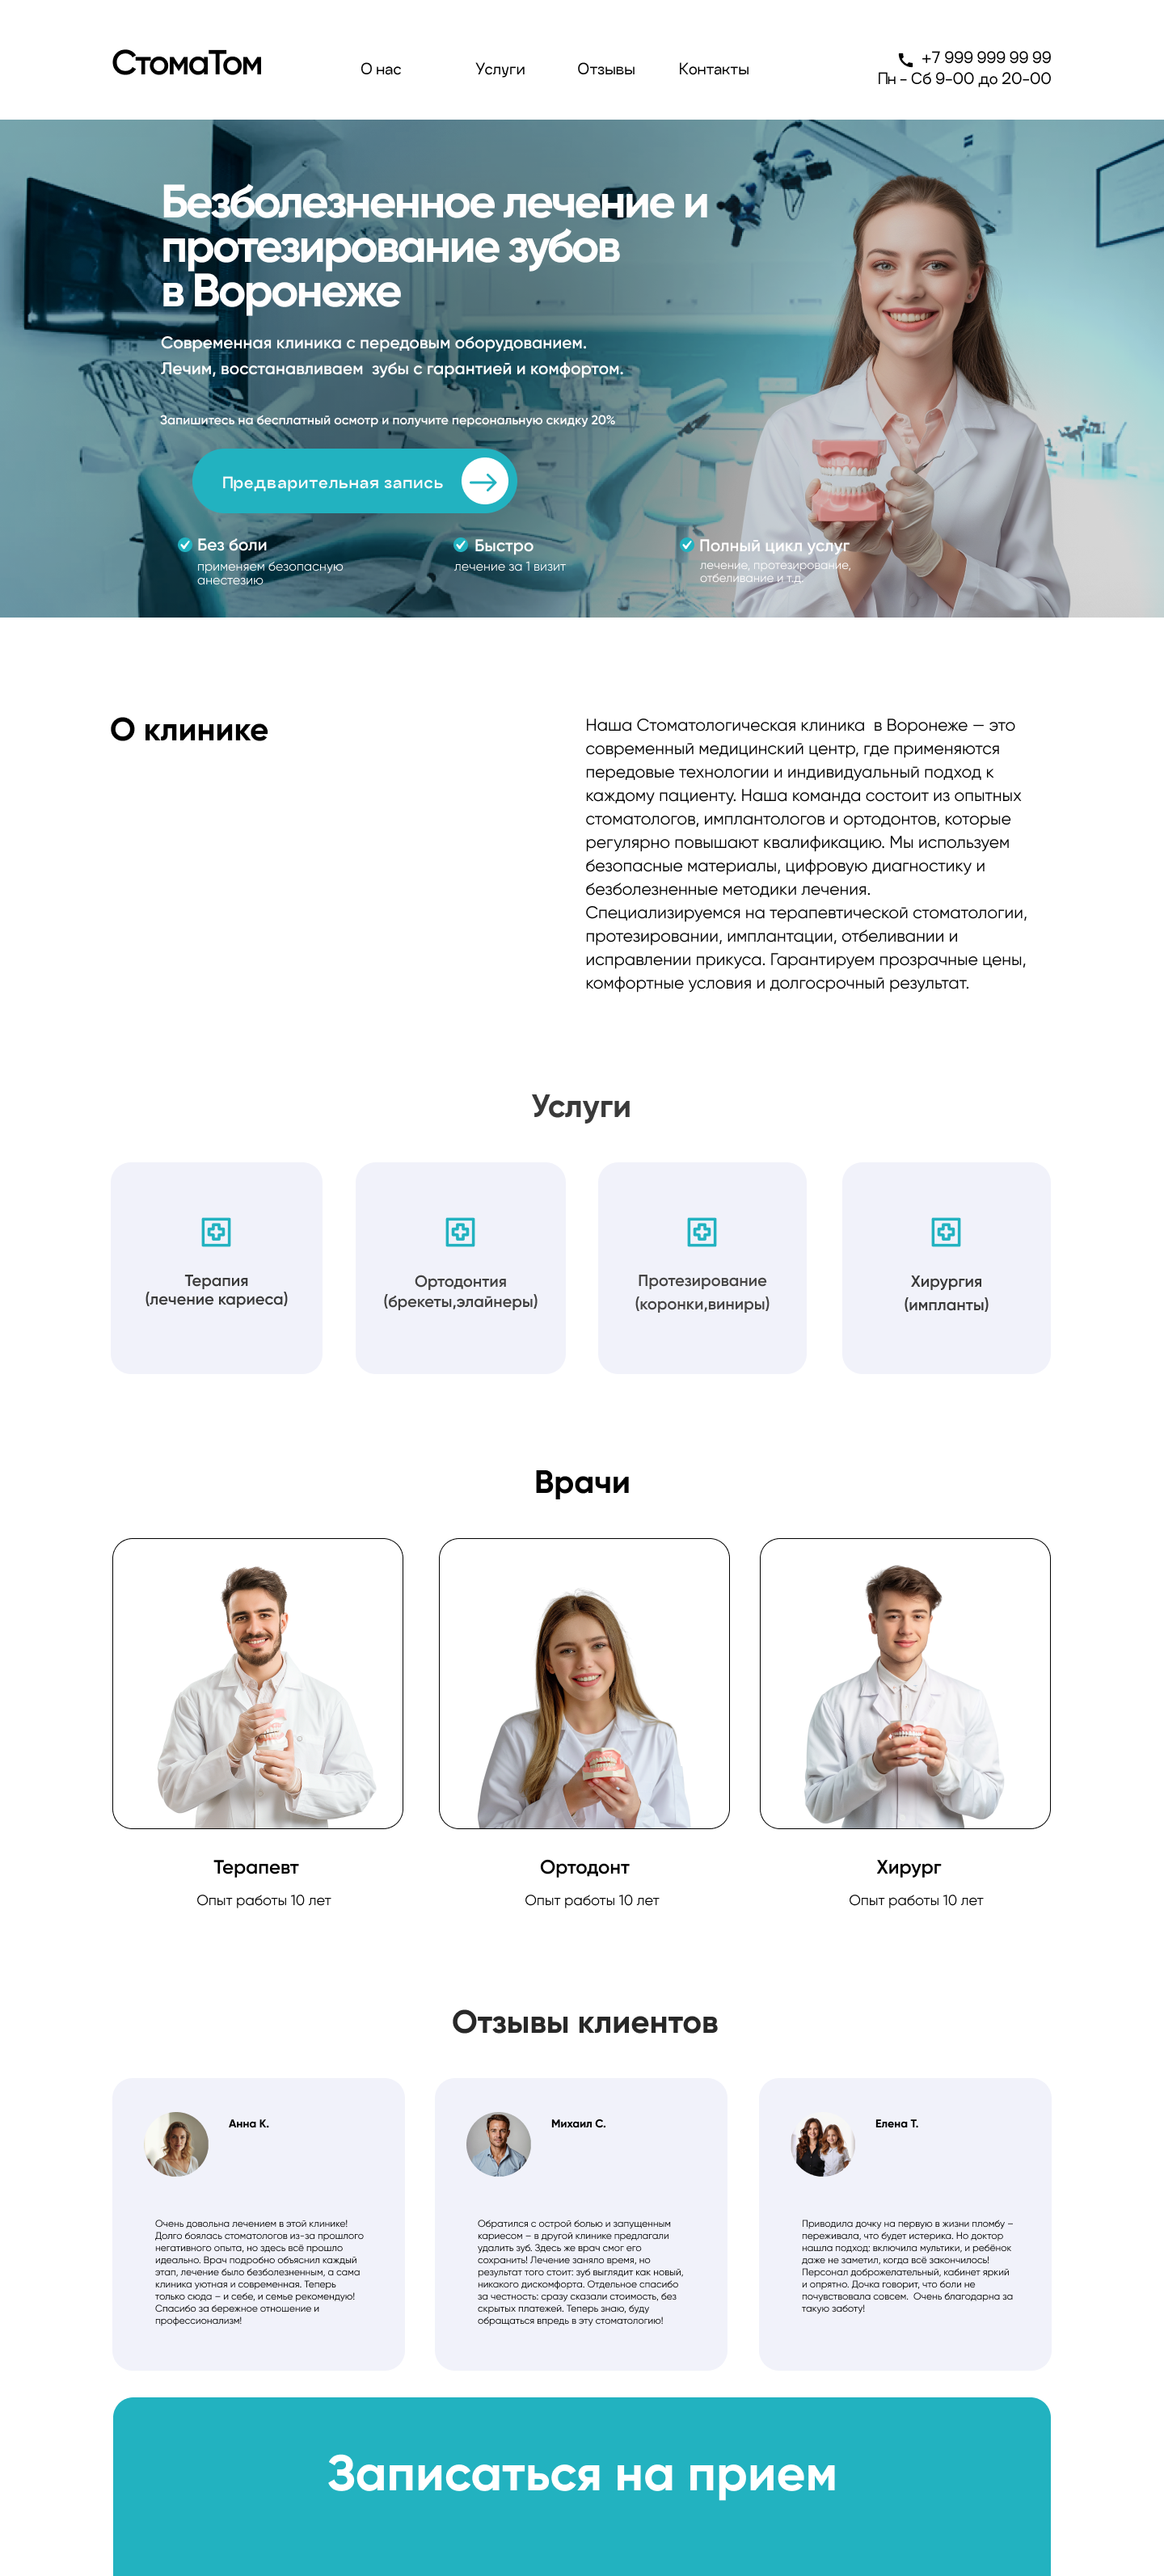 СтомаТом
О нас
Услуги
Отзывы
Контакты
+7 999 999 99 99
Пн - Сб 9-00 до 20-00
Безболезненное лечение и
протезирование зубов
в Воронеже
Современная клиника с передовым оборудованием.
Лечим, восстанавливаем зубы с гарантией и комфортом.
Запишитесь на бесплатный осмотр и получите персональную скидку 20%
Предварительная запись
Без боли
применяем безопасную
анестезию
Быстро
лечение за 1 визит
Полный цикл услуг
лечение, протезирование,
отбеливание и т.д.
О клинике
Наша Стоматологическая клиника в Воронеже — это
современный медицинский центр, где применяются
передовые технологии и индивидуальный подход к
каждому пациенту. Наша команда состоит из опытных
стоматологов, имплантологов и ортодонтов, которые
регулярно повышают квалификацию. Мы используем
безопасные материалы, цифровую диагностику и
безболезненные методики лечения.
Специализируемся на терапевтической стоматологии,
протезировании, имплантации, отбеливании и
исправлении прикуса. Гарантируем прозрачные цены,
комфортные условия и долгосрочный результат.
Услуги
Терапия
(лечение кариеса)
Ортодонтия
(брекеты,элайнеры)
Протезирование
(коронки,виниры)
Хирургия
(импланты)
Врачи
Терапевт
Опыт работы 10 лет
Ортодонт
Опыт работы 10 лет
Хирург
Опыт работы 10 лет
Отзывы клиентов
Анна К.
Очень довольна лечением в этой клинике!
Долго боялась стоматологов из-за прошлого
негативного опыта, но здесь всё прошло
идеально. Врач подробно объяснил каждый
этап, лечение было безболезненным, а сама
клиника уютная и современная. Теперь
только сюда – и себе, и семье рекомендую!
Спасибо за бережное отношение и
профессионализм!
Михаил С.
Обратился с острой болью и запущенным
кариесом – в другой клинике предлагали
удалить зуб. Здесь же врач смог его
сохранить! Лечение заняло время, но
результат того стоит: зуб выглядит как новый,
никакого дискомфорта. Отдельное спасибо
за честность: сразу сказали стоимость, без
скрытых платежей. Теперь знаю, буду
обращаться впредь в эту стоматологию!
Елена Т.
Приводила дочку на первую в жизни пломбу –
переживала, что будет истерика. Но доктор
нашла подход: включила мультики, и ребёнок
даже не заметил, когда всё закончилось!
Персонал доброжелательный, кабинет яркий
и опрятно. Дочка говорит, что боли не
почувствовала совсем. Очень благодарна за
такую заботу!
Записаться на прием